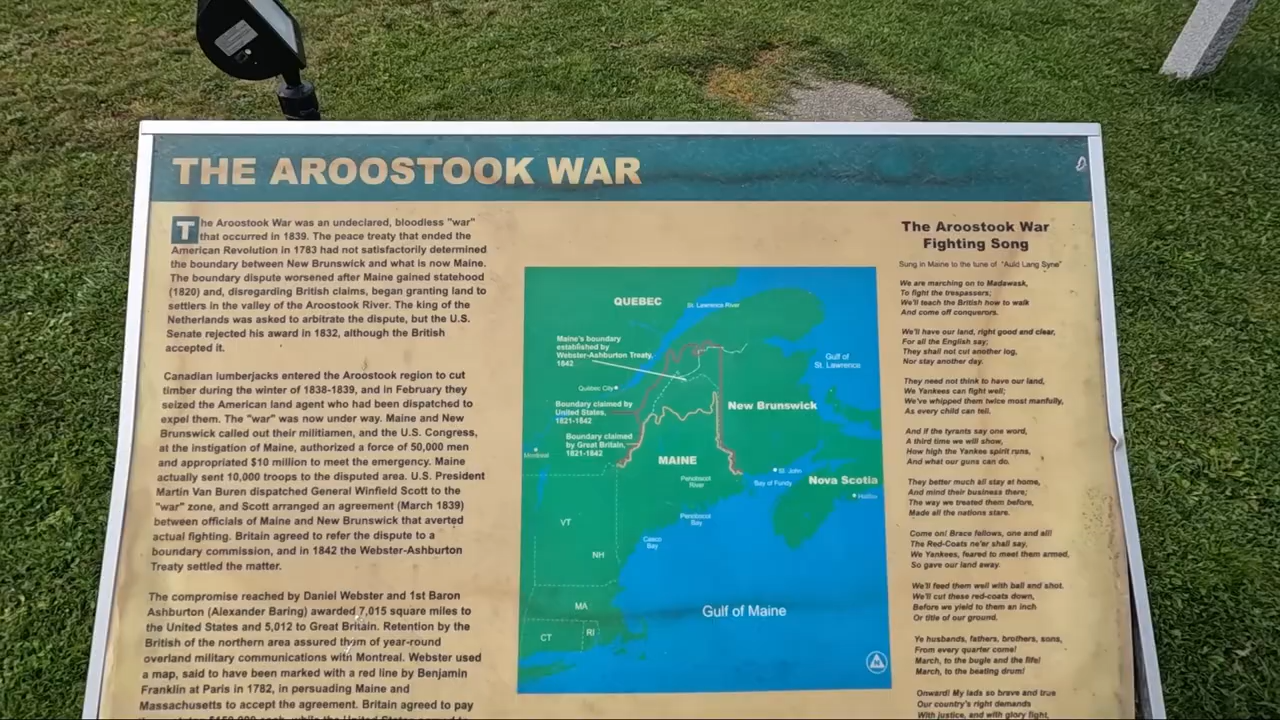 THE AROOSTOOK WAR
The Aroostook War was an undeclared, bloodless "war"
that occurred in 1839. The peace treaty that ended the
American Revolution in 1783 had not satisfactorily determined
the boundary between New Brunswick and what is now Maine.
The boundary dispute worsened after Maine gained statehood
(1820) and, disregarding British claims, began granting land to
settlers in the valley of the Aroostook River. The king of the
Netherlands was asked to arbitrate the dispute, but the U.S.
Senate rejected his award in 1832, although the British
accepted it.
Canadian lumberjacks entered the Aroostook region to cut
timber during the winter of 1838-1839, and in February they
seized the American land agent who had been dispatched to
expel them. The "war" was now under way. Maine and New
Brunswick called out their militiamen, and the U.S. Congress,
at the instigation of Maine, authorized a force of 50,000 men
and appropriated $10 million to meet the emergency. Maine
actually sent 10,000 troops to the disputed area. U.S. President
Martin Van Buren dispatched General Winfield Scott to the
"war" zone, and Scott arranged an agreement (March 1839)
between officials of Maine and New Brunswick that averted
actual fighting. Britain agreed to refer the dispute to a
boundary commission, and in 1842 the Webster-Ashburton
Treaty settled the matter.
The compromise reached by Daniel Webster and 1st Baron
Ashburton (Alexander Baring) awarded 7,015 square miles to
the United States and 5,012 to Great Britain. Retention by the
British of the northern area assured them of year-round
overland military communications with Montreal. Webster used
a map, said to have been marked with a red line by Benjamin
Franklin at Paris in 1782, in persuading Maine and
Massachusetts to accept the agreement. Britain agreed to pay
QUEBEC
St. Lawrence River
Maine's boundary
established by
Webster-Ashburton Treaty,
1842
Gulf of
St. Lawrence
Quebec City
Boundary claimed by
United States,
1821-1842
New Brunswick
Boundary claimed
by Great Britain,
1821-1842
Montreal
MAINE
St. John
Penobscot
River
Bay of Fundy
Nova Scotia
Halifax
VT
Penobscot
Bay
Casco
Bay
NH
MA
Gulf of Maine
CT
RI
The Aroostook War
Fighting Song
Sung in Maine to the tune of "Auld Lang Syne"
We are marching on to Madawask,
To fight the trespassers;
We'll teach the British how to walk
And come off conquerors.
We'll have our land, right good and clear,
For all the English say;
They shall not cut another log,
Nor stay another day.
They need not think to have our land,
We Yankees can fight well;
We've whipped them twice most manfully,
As every child can tell.
And if the tyrants say one word,
A third time we will show,
How high the Yankee spirit runs,
And what our guns can do.
They better much all stay at home,
And mind their business there;
The way we treated them before,
Made all the nations stare.
Come on! Brace fellows, one and all!
The Red-Coats ne'er shall say,
We Yankees, feared to meet them armed,
So gave our land away.
We'll feed them well with ball and shot.
We'll cut these red-coats down,
Before we yield to them an inch
Or title of our ground.
Ye husbands, fathers, brothers, sons,
From every quarter come!
March, to the bugle and the fife!
March, to the beating drum!
Onward! My lads so brave and true
Our country's right demands
With justice, and with glory fight,